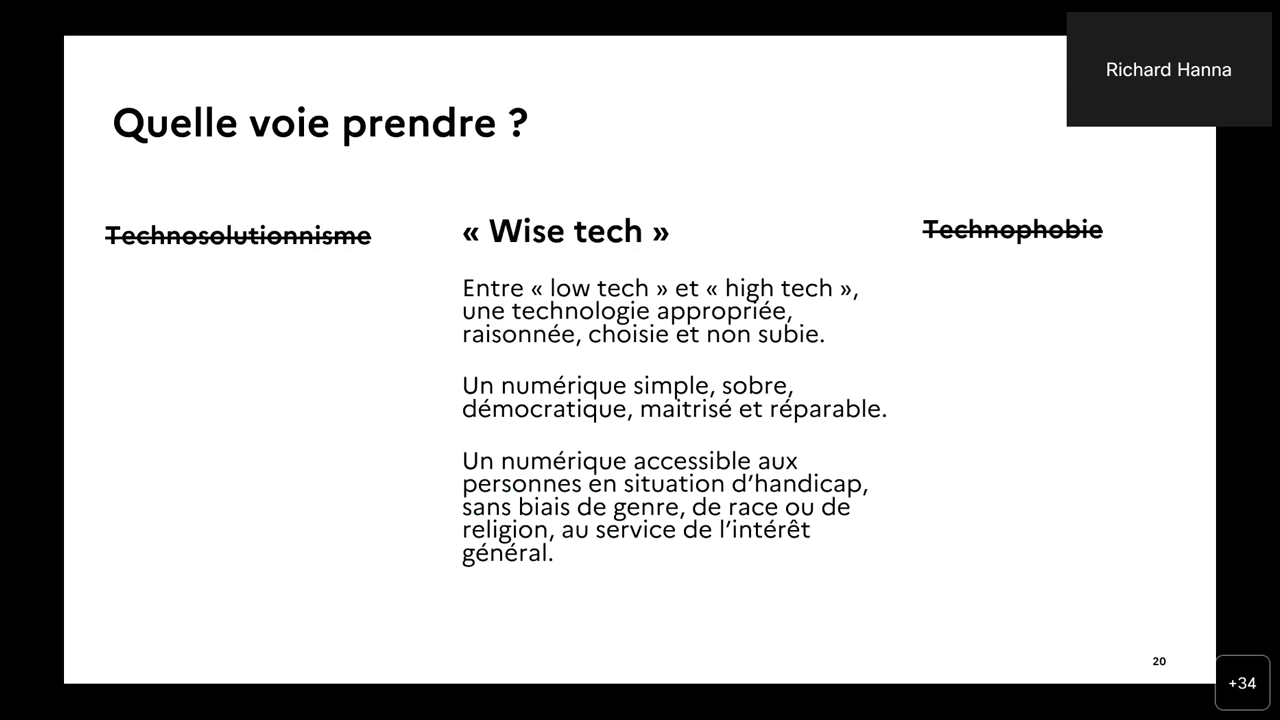 Richard Hanna
Quelle voie prendre ?
Technosolutionnisme
« Wise tech »
Technophobie
Entre « low tech » et « high tech »,
une technologie appropriée,
raisonnée, choisie et non subie.
Un numérique simple, sobre,
démocratique, maitrisé et réparable.
Un numérique accessible aux
personnes en situation d’handicap,
sans biais de genre, de race ou de
religion, au service de l’intérêt
général.
20
+34